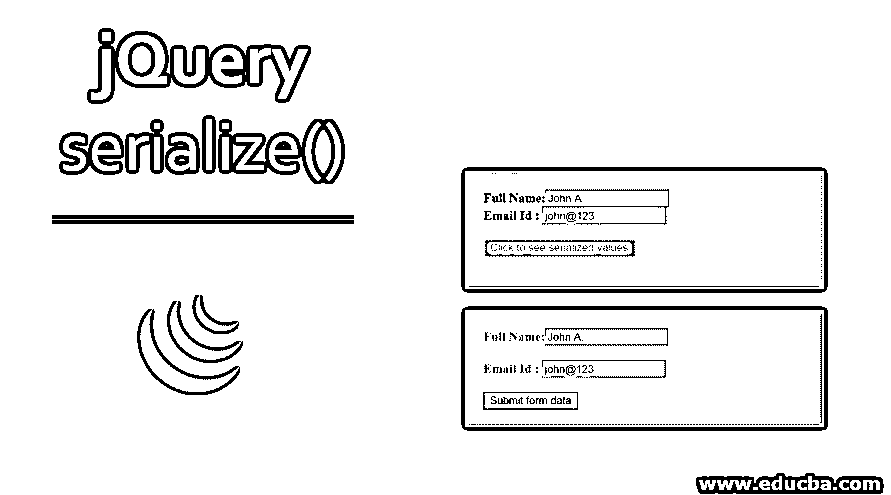 jQuery
serialize()
Full Name: John A
Email Id : john@123
Click to see serialized values
Full Name: John A.
Email Id : john@123
Submit form data
www.educba.com